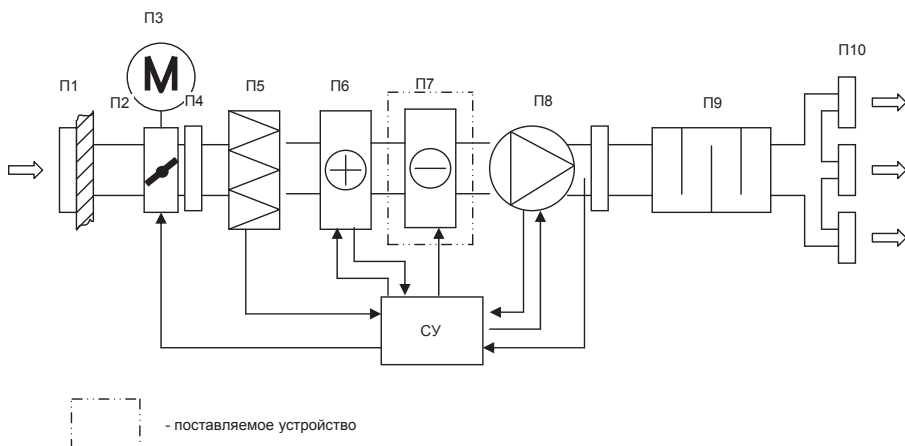 П3
П10
П1
П2
П4
П5
П6
П7
П8
П9
М
СУ
- поставляемое устройство